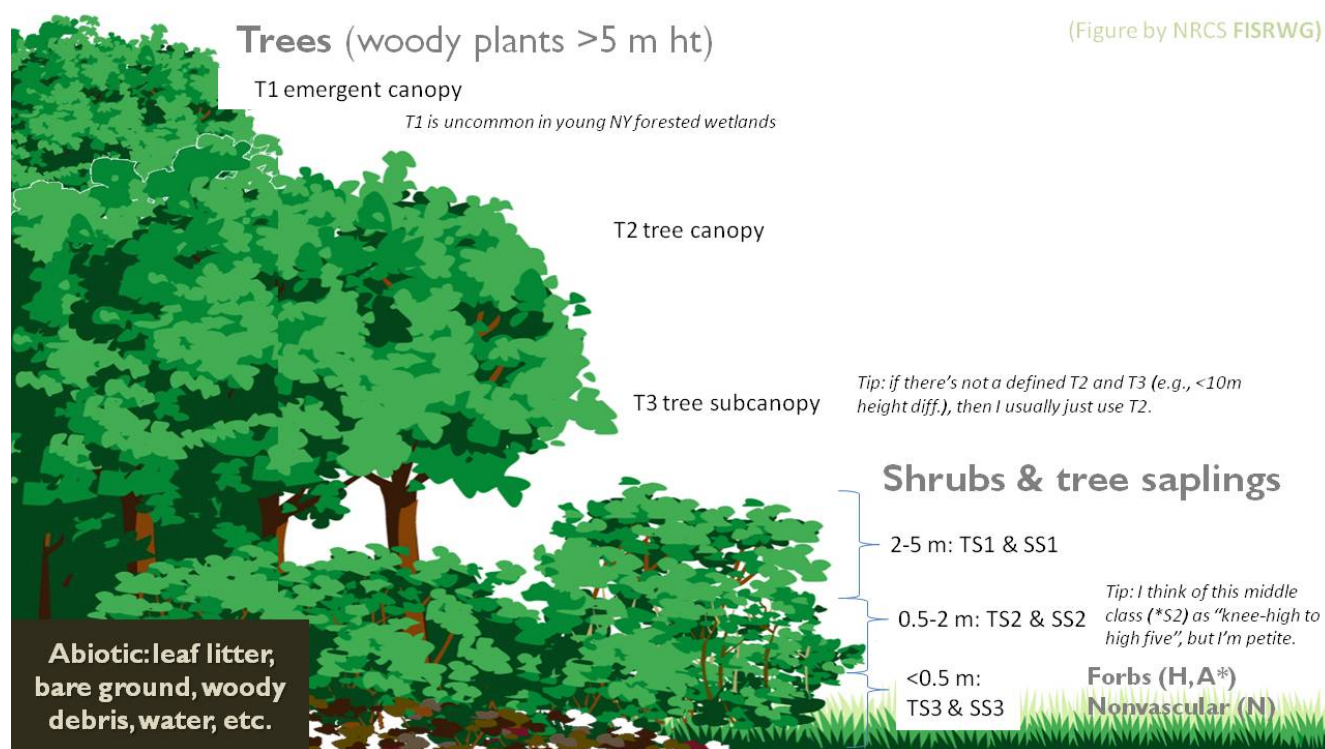 Trees (woody plants >5 m ht)
(Figure by NRCS FISRWG)
T1 emergent canopy
T1 is uncommon in young NY forested wetlands
T2 tree canopy
T3 tree subcanopy
Tip: if there's not a defined T2 and T3 (e.g., <10m
height diff.), then I usually just use T2.
Shrubs & tree saplings
2-5 m: TS1 & SS1
0.5-2 m: TS2 & SS2
Tip: I think of this middle
class (*S2) as “knee-high to
high five”, but I'm petite.
<0.5 m:
TS3 & SS3
Forbs (H, A*)
Nonvascular (N)
Abiotic: leaf litter,
bare ground, woody
debris, water, etc.